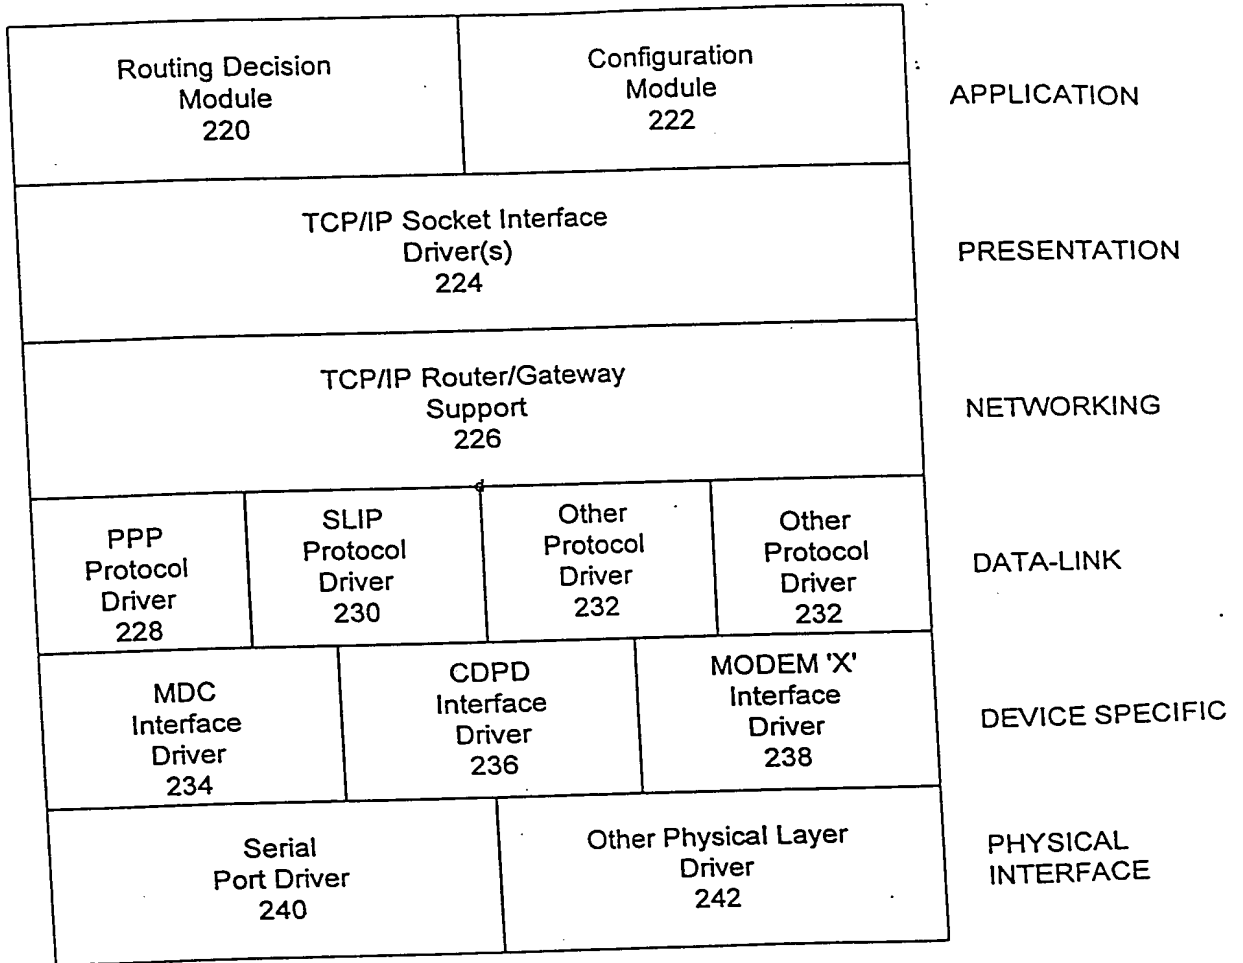 Routing Decision
Module
220
Configuration
Module
222
APPLICATION
TCP/IP Socket Interface
Driver(s)
224
PRESENTATION
TCP/IP Router/Gateway
Support
226
NETWORKING
PPP
Protocol
Driver
228
SLIP
Protocol
Driver
230
Other
Protocol
Driver
232
Other
Protocol
Driver
232
DATA-LINK
MDC
Interface
Driver
234
CDPD
Interface
Driver
236
MODEM 'X'
Interface
Driver
238
DEVICE SPECIFIC
Serial
Port Driver
240
Other Physical Layer
Driver
242
PHYSICAL
INTERFACE